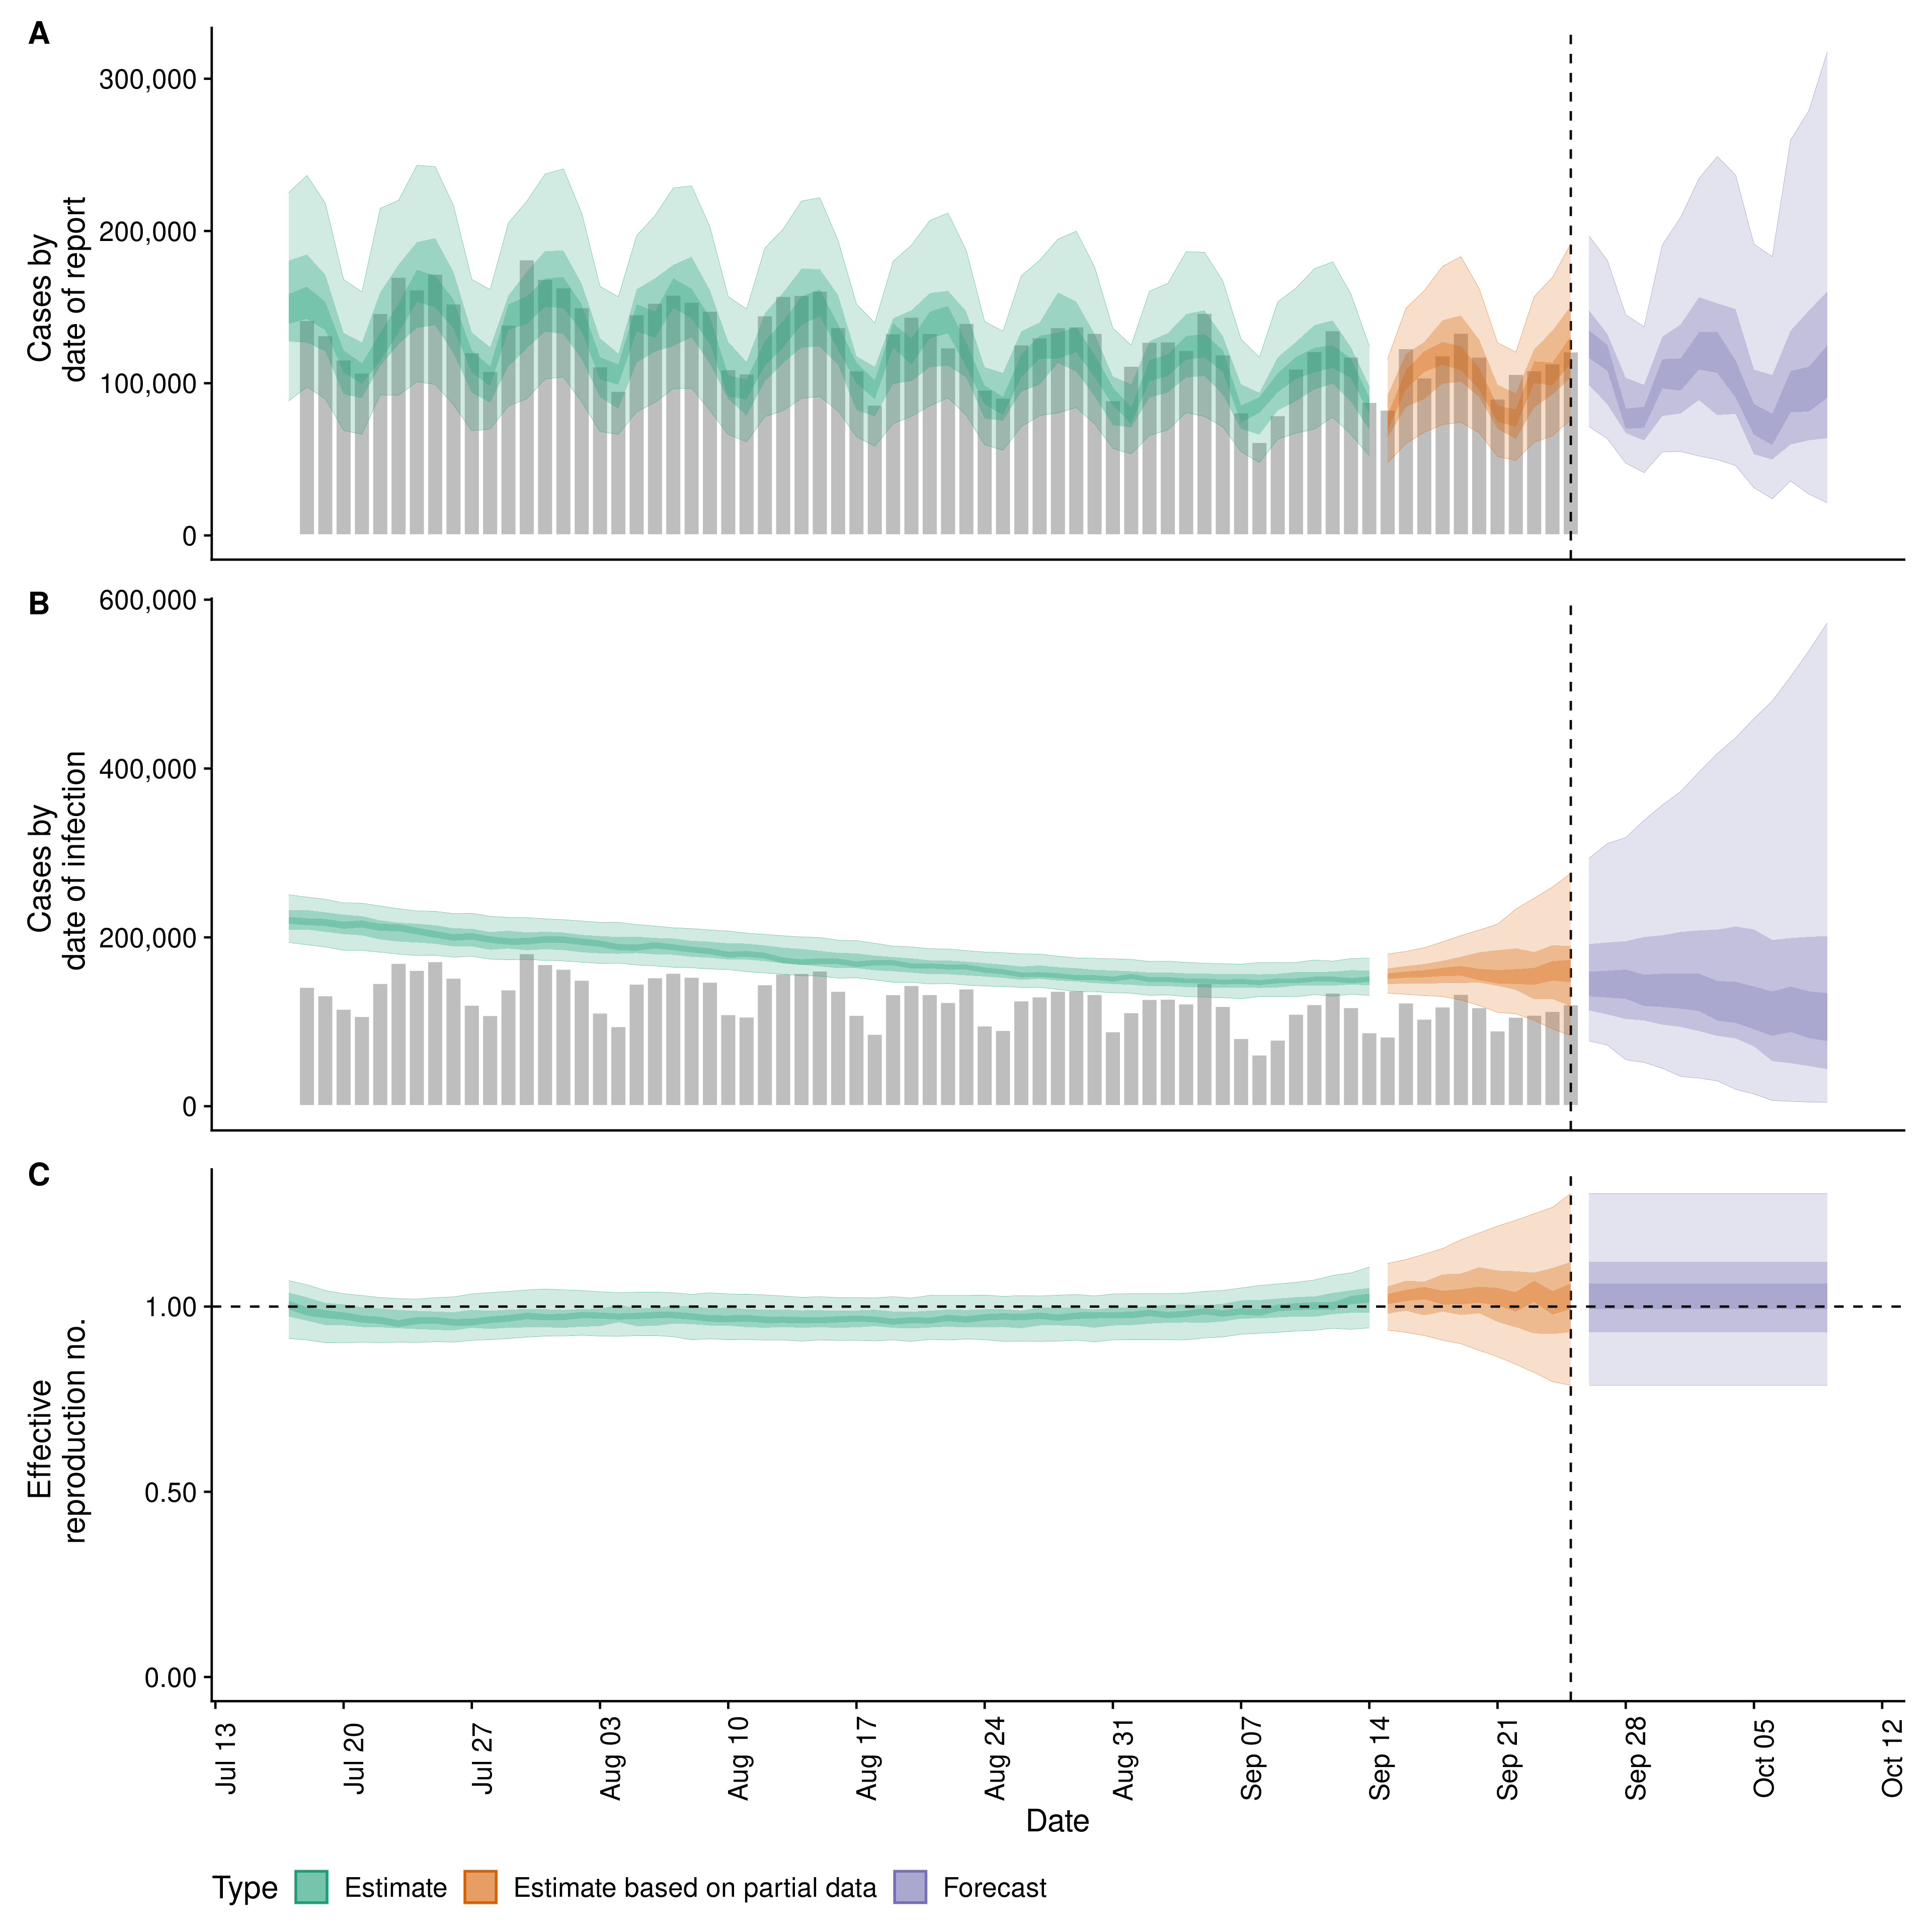 A
Cases by
date of report
300,000
200,000
100,000
0
B
Cases by
date of infection
600,000
400,000
200,000
0
C
Effective
reproduction no.
1.00
0.50
0.00
Jul 13
Jul 20
Jul 27
Aug 03
Aug 10
Aug 17
Aug 24
Aug 31
Sep 07
Sep 14
Sep 21
Sep 28
Oct 05
Oct 12
Date
Type Estimate Estimate based on partial data Forecast